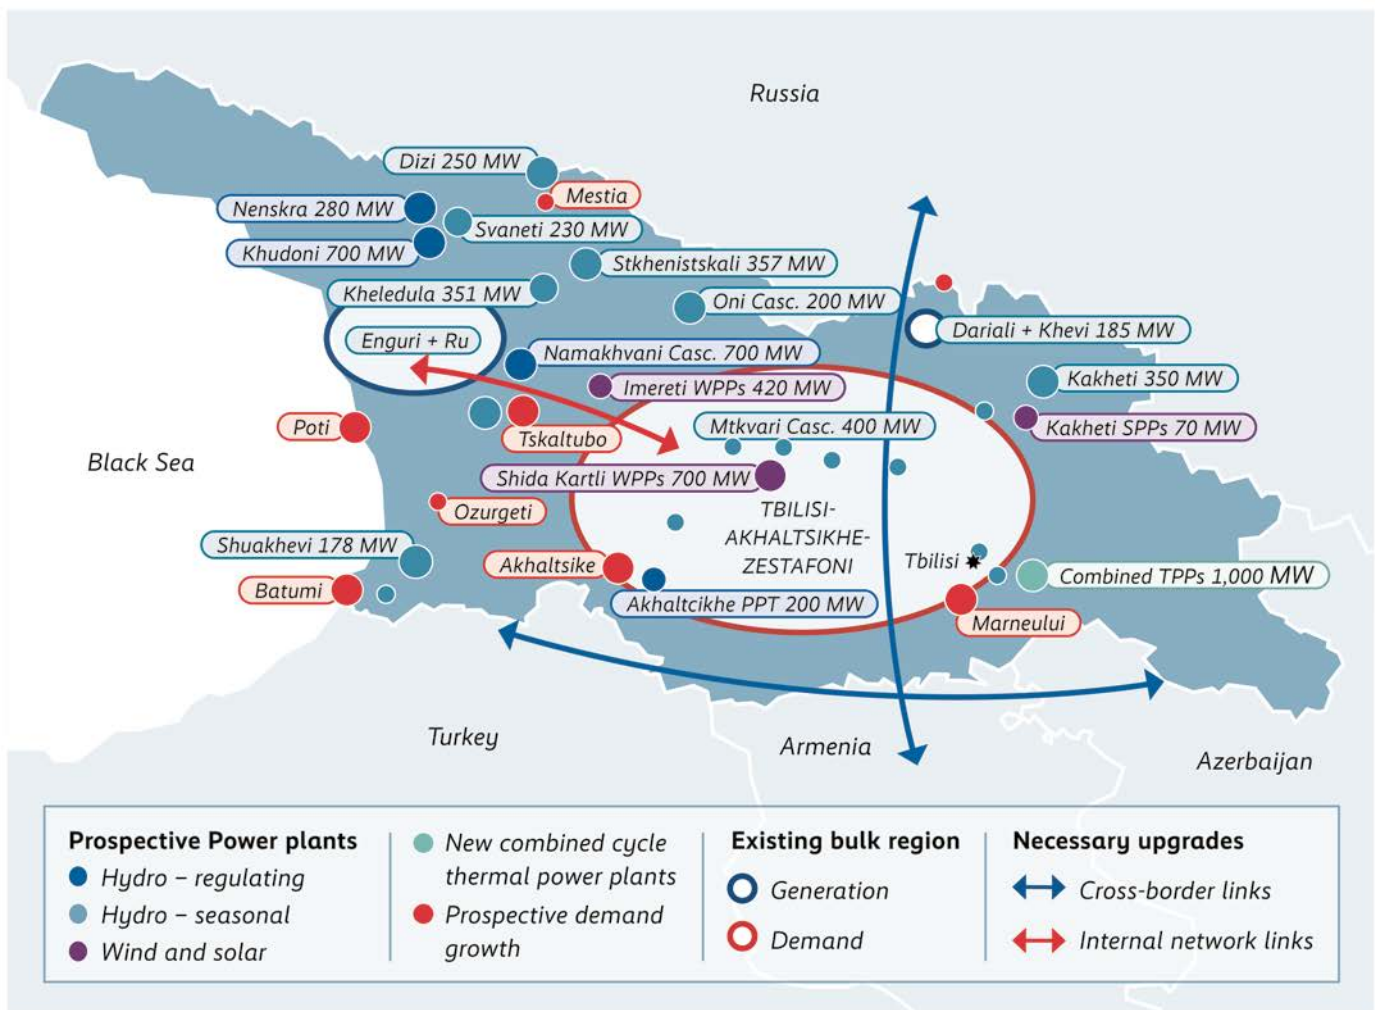 Russia
Dizi 250 MW
Mestia
Nenskra 280 MW
Svaneti 230 MW
Khudoni 700 MW
Stkhenistskali 357 MW
Kheledula 351 MW
Oni Casc. 200 MW
Dariali + Khevi 185 MW
Enguri + Ru
Namakhvani Casc. 700 MW
Imereti WPPs 420 MW
Kakheti 350 MW
Poti
Tskaltubo
Mtkvari Casc. 400 MW
Kakheti SPPs 70 MW
Black Sea
Shida Kartli WPPs 700 MW
Ozurgeti
TBILISI-
AKHALTSIKHE-
ZESTAFONI
Shuakhevi 178 MW
Akhaltsike
Tbilisi
Batumi
Akhaltcikhe PPT 200 MW
Combined TPPs 1,000 MW
Marneului
Turkey
Armenia
Azerbaijan
Prospective Power plants
Hydro – regulating
Hydro – seasonal
Wind and solar
New combined cycle
thermal power plants
Prospective demand
growth
Existing bulk region
Generation
Demand
Necessary upgrades
Cross-border links
Internal network links